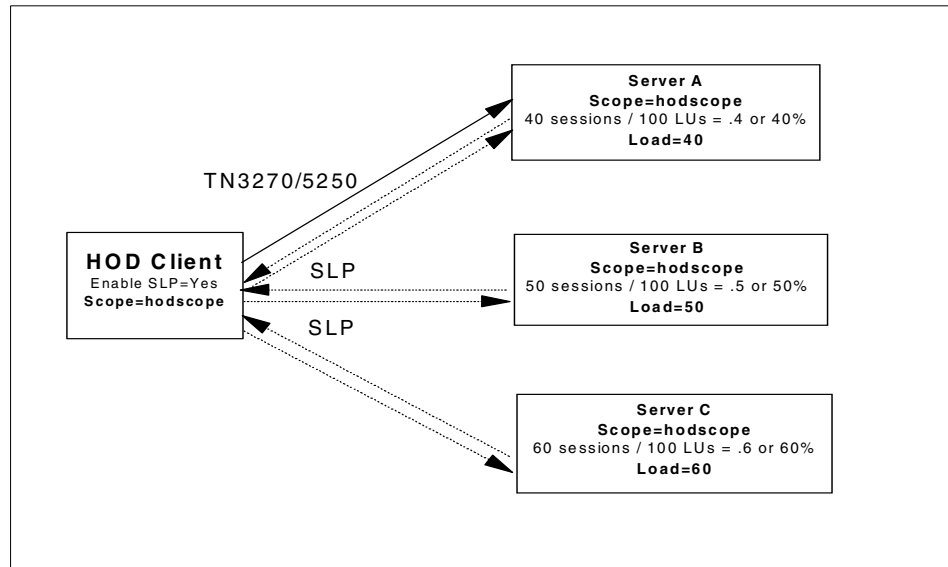 Server A
Scope=hodscope
40 sessions / 100 LUs = .4 or 40%
Load=40
TN3270/5250
HOD Client
Enable SLP=Yes
Scope=hodscope
SLP
Server B
Scope=hodscope
50 sessions / 100 LUs = .5 or 50%
Load=50
SLP
Server C
Scope=hodscope
60 sessions / 100 LUs = .6 or 60%
Load=60